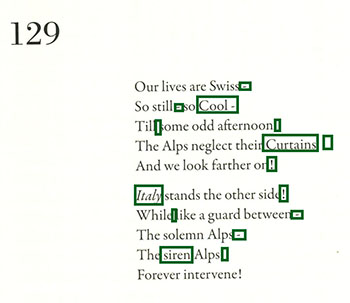 129
Our lives are Swiss -
So still - so Cool -
Till some odd afternoon
The Alps neglect their Curtains
And we look farther on!
Italy stands the other side!
While like a guard between -
The solemn Alps -
The siren Alps
Forever intervene!